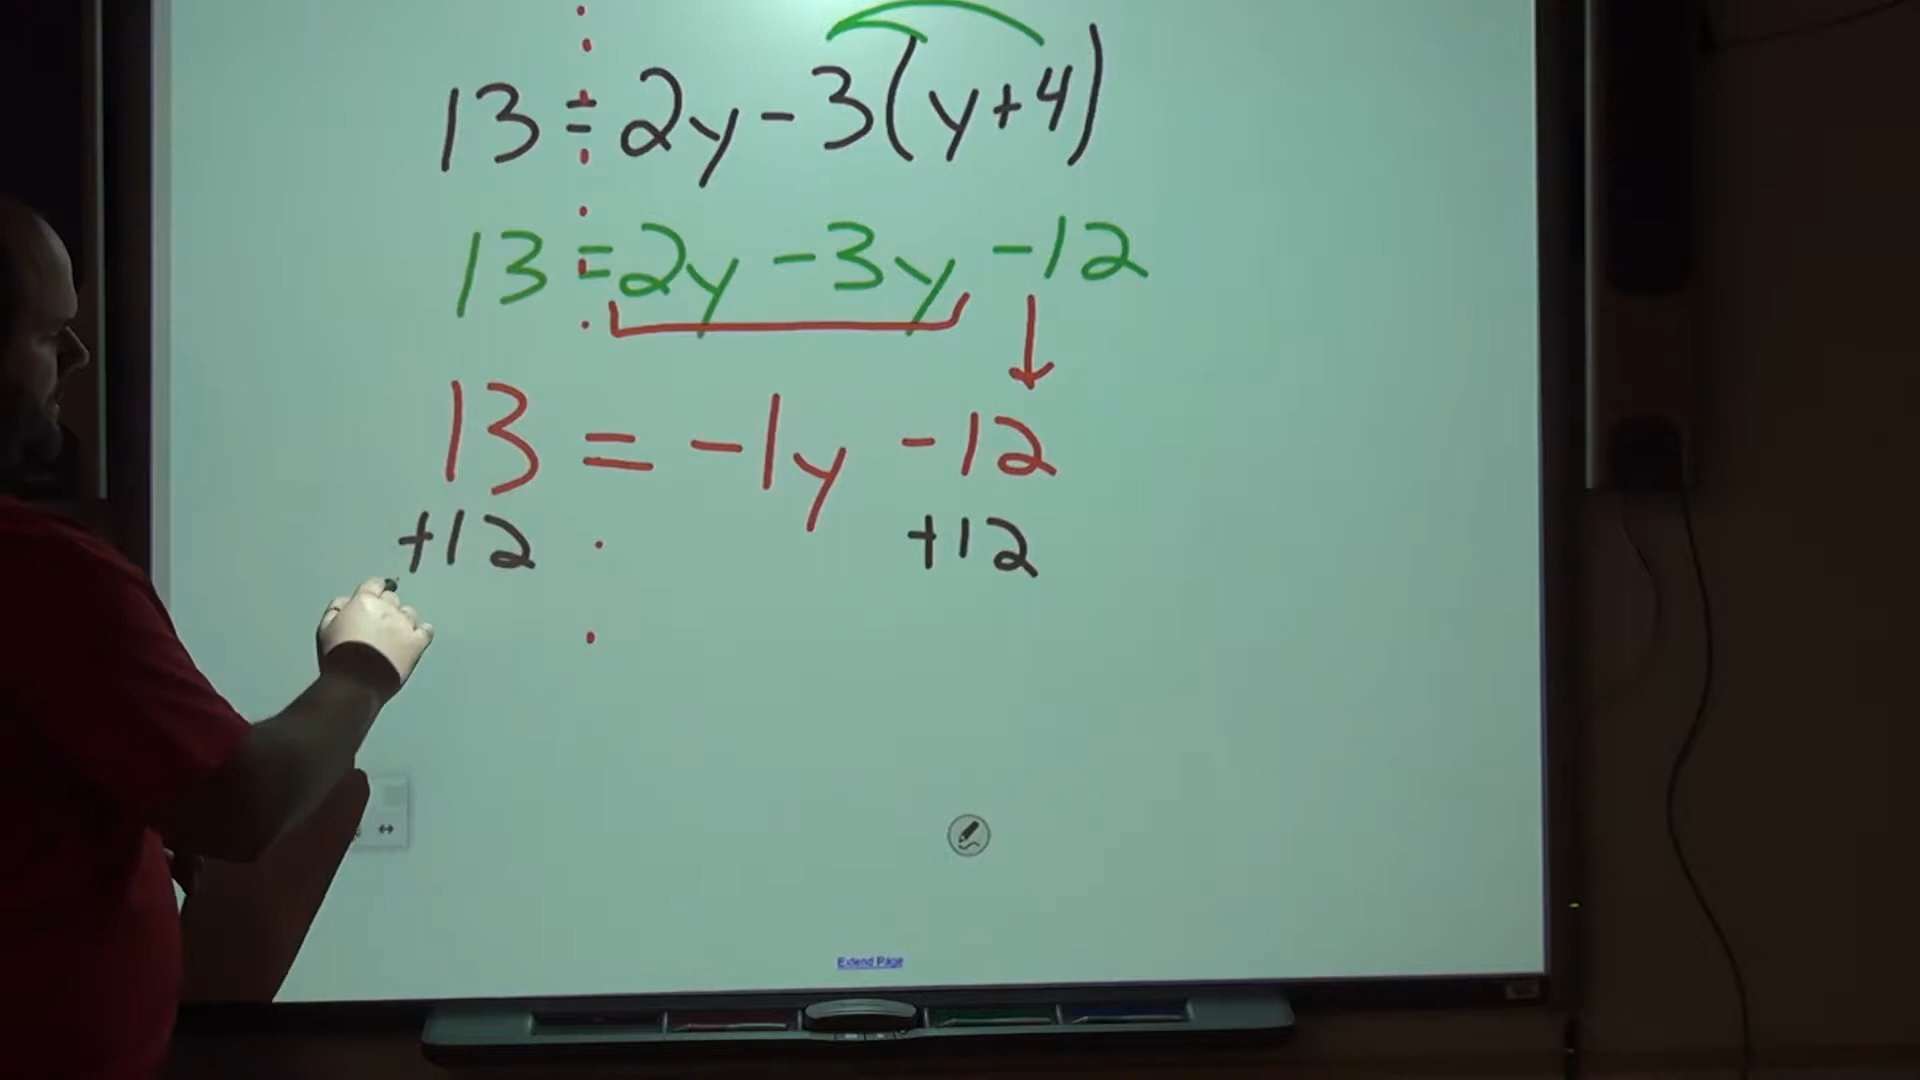 13 = 2y - 3(y+4)
13 = 2y - 3y - 12
13 = -1y - 12
+12 +12
Extend Page